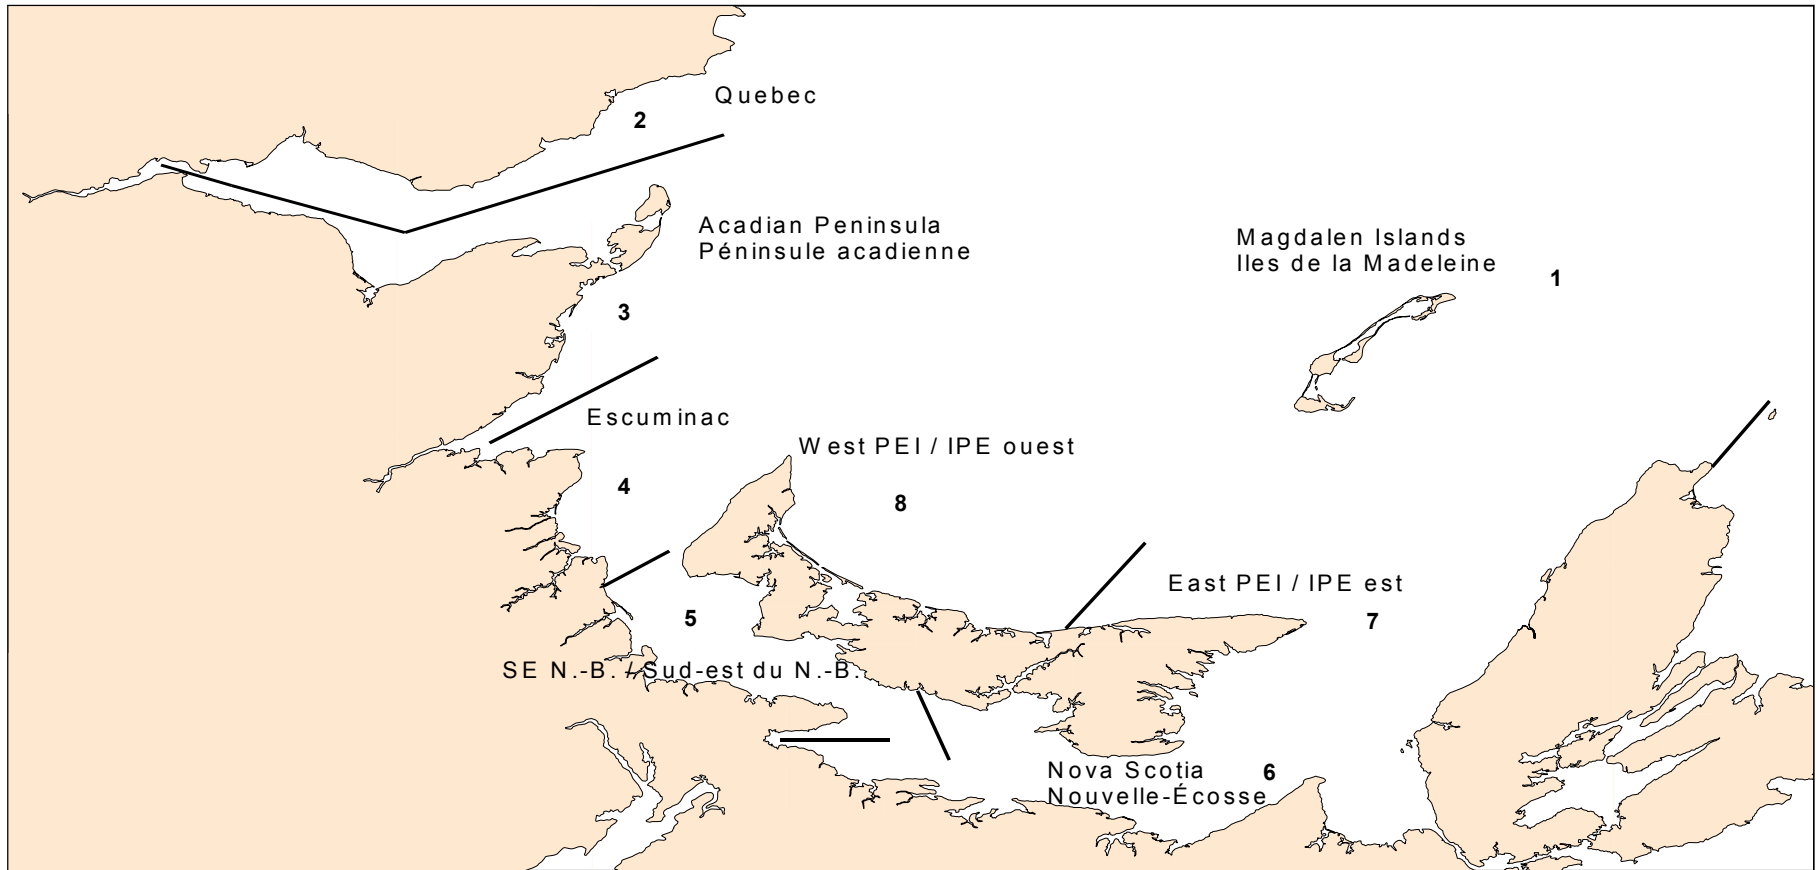 Quebec
2
Acadian Peninsula
Péninsule acadienne
Magdalen Islands
Iles de la Madeleine
1
3
Escuminac
West PEI / IPE ouest
4
8
East PEI / IPE est
5
7
SE N.-B. / Sud-est du N.-B.
Nova Scotia
6
Nouvelle-Écosse